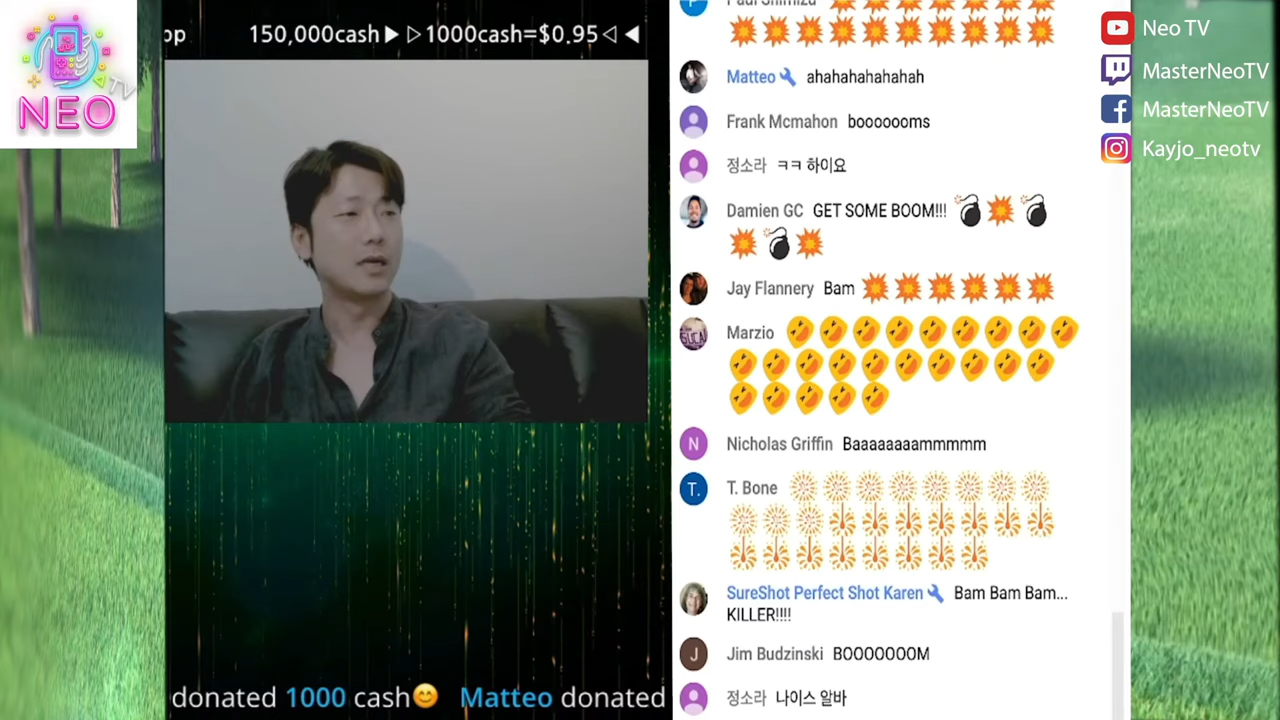 NEO
TV
op 150,000cash▶ ▷1000cash=$0.95◁ ◀
donated 1000 cash😊 Matteo donated
Paul Shimizu 💥💥💥💥💥💥💥
💥💥💥💥💥💥💥💥💥💥
Matteo ahahahahahahah
Frank Mcmahon booooooms
정소라 ㅋㅋ 하이요
Damien GC GET SOME BOOM!!! 💣💥💣
💥💣💥
Jay Flannery Bam 💥💥💥💥💥💥
Marzio 🤣🤣🤣🤣🤣🤣🤣🤣🤣
🤣🤣🤣🤣🤣🤣🤣🤣🤣🤣
🤣🤣🤣🤣🤣
N
Nicholas Griffin Baaaaaaaammmmm
T.
T. Bone 🎆🎆🎆🎆🎆🎆🎆🎆
🎆🎆🎆🎇🎇🎇🎇🎇🎇🎇
🎇🎇🎇🎇🎇🎇🎇🎇
SureShot Perfect Shot Karen Bam Bam Bam...
KILLER!!!!
J
Jim Budzinski BOOOOOOOM
정소라 나이스 알바
Neo TV
MasterNeoTV
MasterNeoTV
Kayjo_neotv